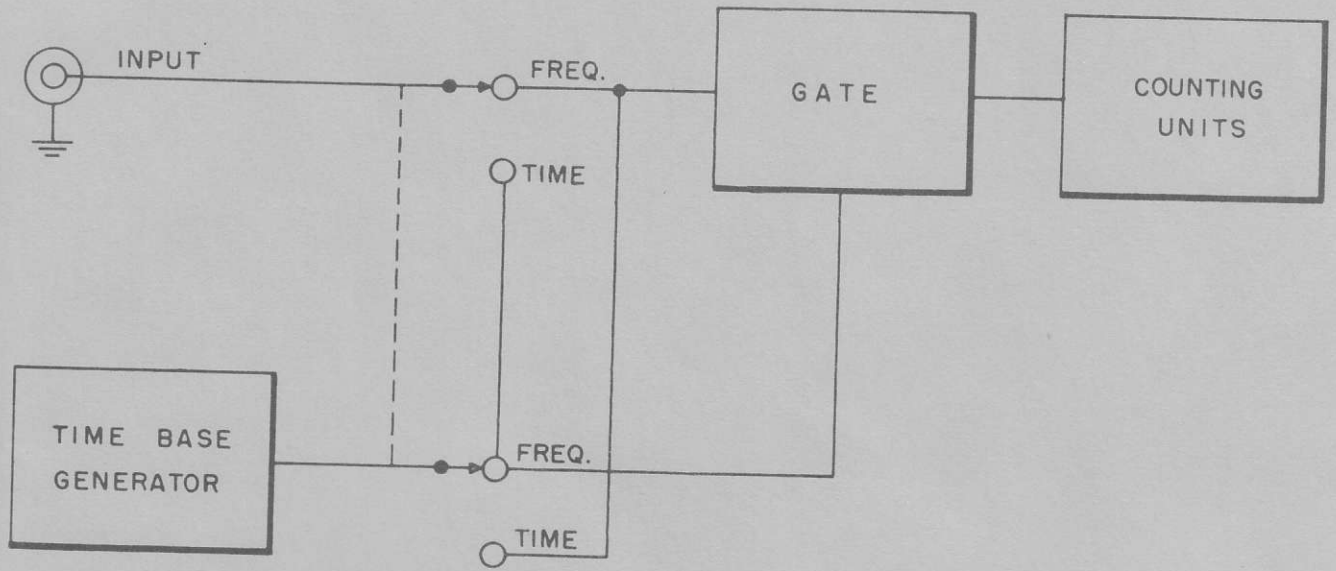 INPUT
FREQ.
GATE
COUNTING
UNITS
TIME
TIME BASE
GENERATOR
FREQ.
TIME